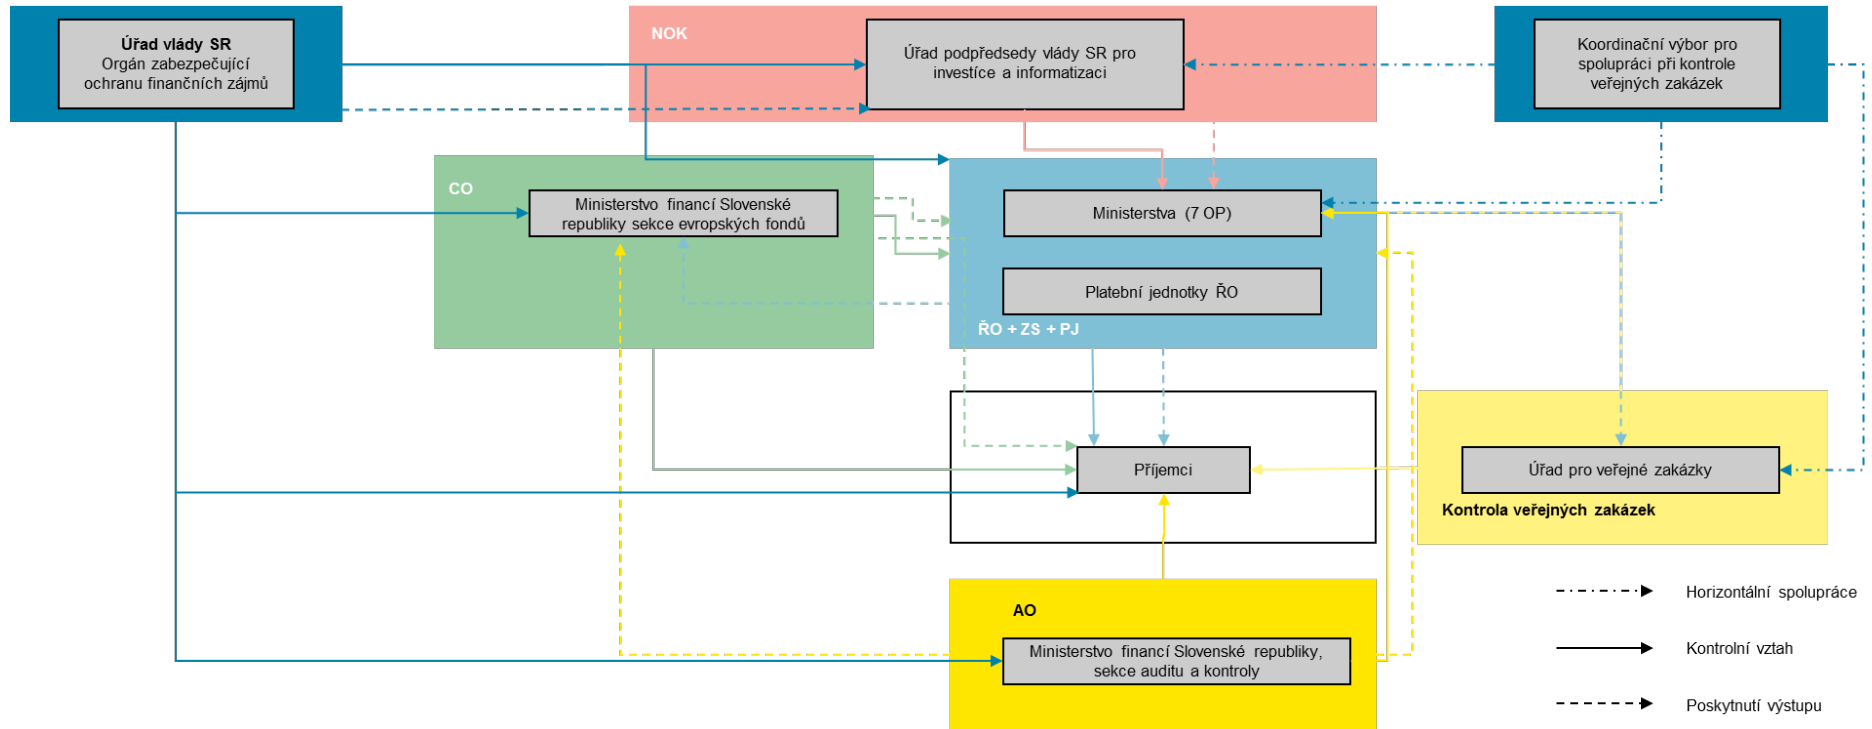 Úřad vlády SR
Orgán zabezpečující
ochranu finančních zájmů
NOK
Úřad podpředsedy vlády SR pro
investíce a informatizaci
Koordinační výbor pro
spolupráci při kontrole
veřejných zakázek
CO
Ministerstvo financí Slovenské
republiky sekce evropských fondů
Ministerstva (7 OP)
Platební jednotky ŘO
ŘO + ZS + PJ
Příjemci
Úřad pro veřejné zakázky
Kontrola veřejných zakázek
AO
Ministerstvo financí Slovenské republiky,
sekce auditu a kontroly
Horizontální spolupráce
Kontrolní vztah
Poskytnutí výstupu